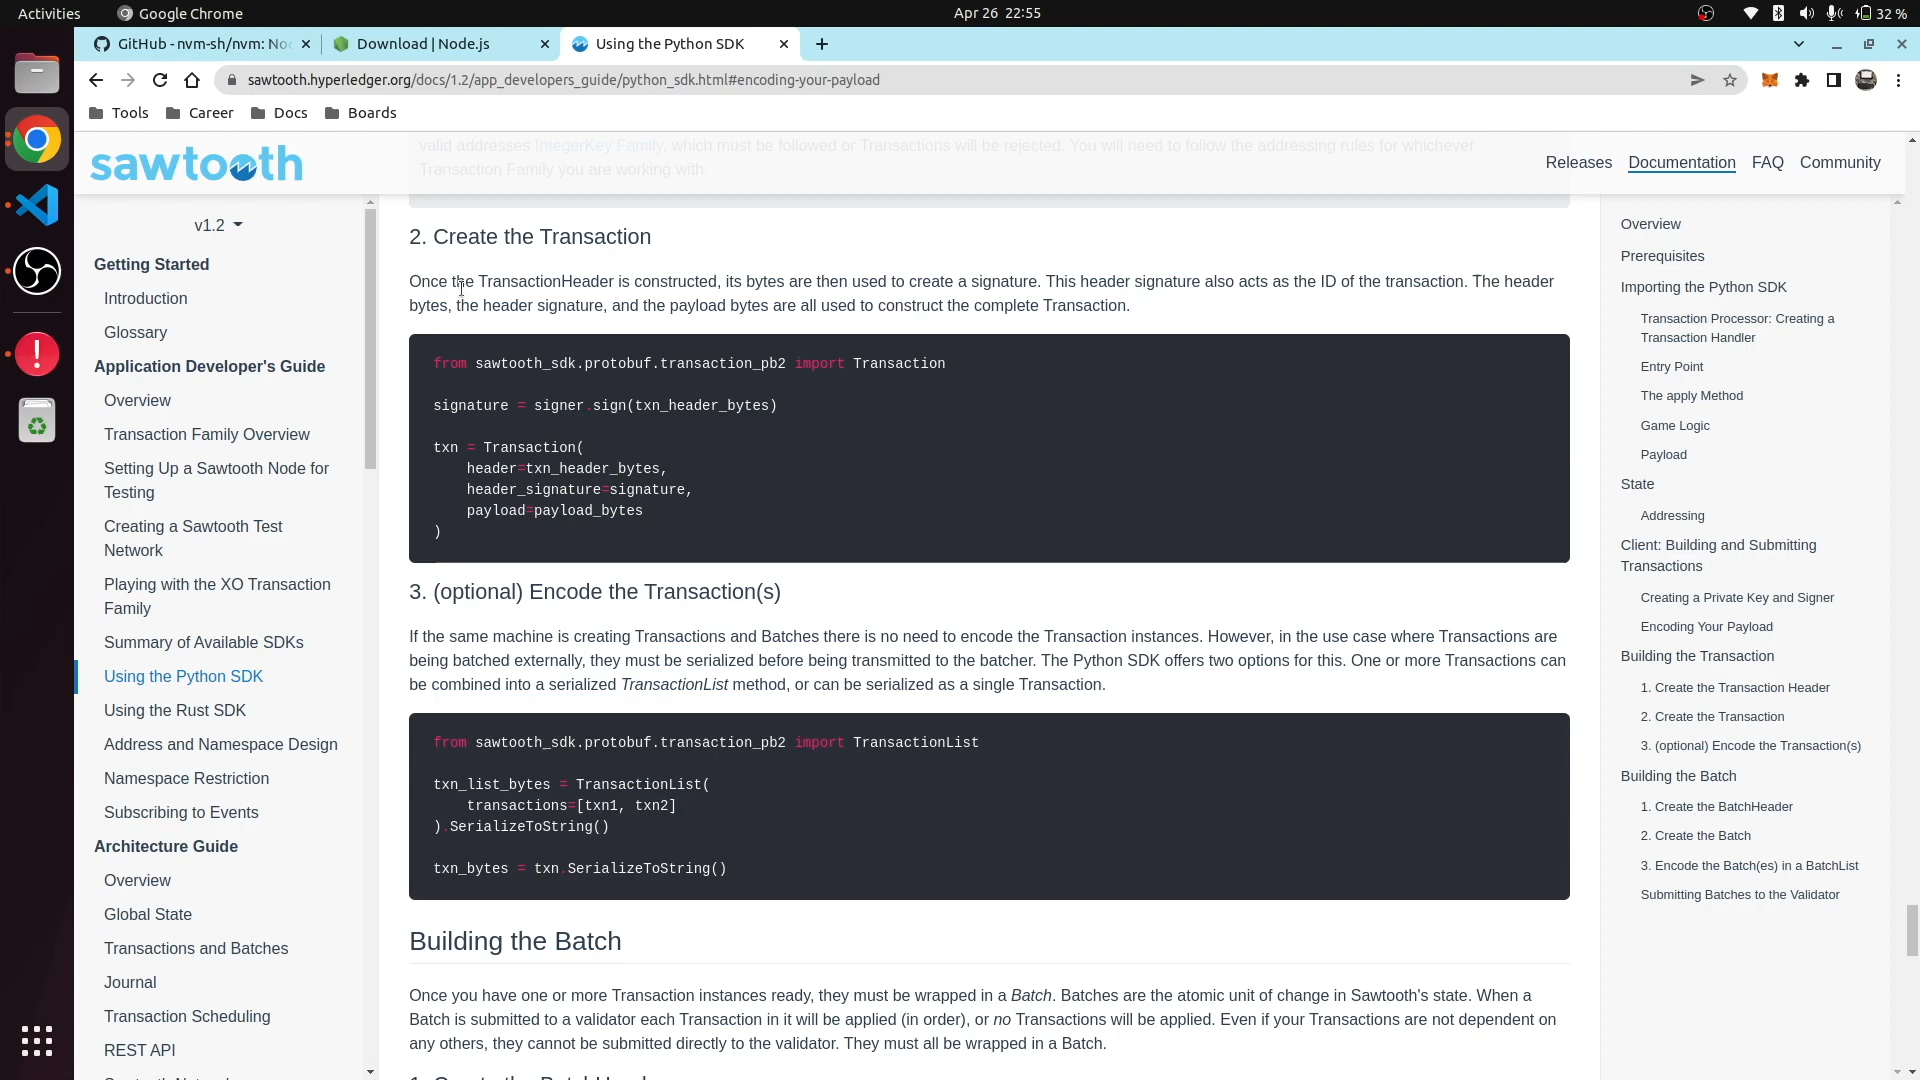 Activities
Google Chrome
Apr 26 22:55
32 %
GitHub - nvm-sh/nvm: No
Download | Node.js
Using the Python SDK
sawtooth.hyperledger.org/docs/1.2/app_developers_guide/python_sdk.html#encoding-your-payload
Tools
Career
Docs
Boards
sawtooth
Releases
Documentation
FAQ
Community
valid addresses IntegerKey Family, which must be followed or Transactions will be rejected. You will need to follow the addressing rules for whichever
Transaction Family you are working with.
v1.2
Getting Started
Introduction
Glossary
Application Developer's Guide
Overview
Transaction Family Overview
Setting Up a Sawtooth Node for
Testing
Creating a Sawtooth Test
Network
Playing with the XO Transaction
Family
Summary of Available SDKs
Using the Python SDK
Using the Rust SDK
Address and Namespace Design
Namespace Restriction
Subscribing to Events
Architecture Guide
Overview
Global State
Transactions and Batches
Journal
Transaction Scheduling
REST API
2. Create the Transaction
Once the TransactionHeader is constructed, its bytes are then used to create a signature. This header signature also acts as the ID of the transaction. The header
bytes, the header signature, and the payload bytes are all used to construct the complete Transaction.
from sawtooth_sdk.protobuf.transaction_pb2 import Transaction
signature = signer.sign(txn_header_bytes)
txn = Transaction(
header=txn_header_bytes,
header_signature=signature,
payload=payload_bytes
)
3. (optional) Encode the Transaction(s)
If the same machine is creating Transactions and Batches there is no need to encode the Transaction instances. However, in the use case where Transactions are
being batched externally, they must be serialized before being transmitted to the batcher. The Python SDK offers two options for this. One or more Transactions can
be combined into a serialized TransactionList method, or can be serialized as a single Transaction.
from sawtooth_sdk.protobuf.transaction_pb2 import TransactionList
txn_list_bytes = TransactionList(
transactions=[txn1, txn2]
).SerializeToString()
txn_bytes = txn.SerializeToString()
Building the Batch
Once you have one or more Transaction instances ready, they must be wrapped in a Batch. Batches are the atomic unit of change in Sawtooth's state. When a
Batch is submitted to a validator each Transaction in it will be applied (in order), or no Transactions will be applied. Even if your Transactions are not dependent on
any others, they cannot be submitted directly to the validator. They must all be wrapped in a Batch.
Overview
Prerequisites
Importing the Python SDK
Transaction Processor: Creating a
Transaction Handler
Entry Point
The apply Method
Game Logic
Payload
State
Addressing
Client: Building and Submitting
Transactions
Creating a Private Key and Signer
Encoding Your Payload
Building the Transaction
1. Create the Transaction Header
2. Create the Transaction
3. (optional) Encode the Transaction(s)
Building the Batch
1. Create the BatchHeader
2. Create the Batch
3. Encode the Batch(es) in a BatchList
Submitting Batches to the Validator